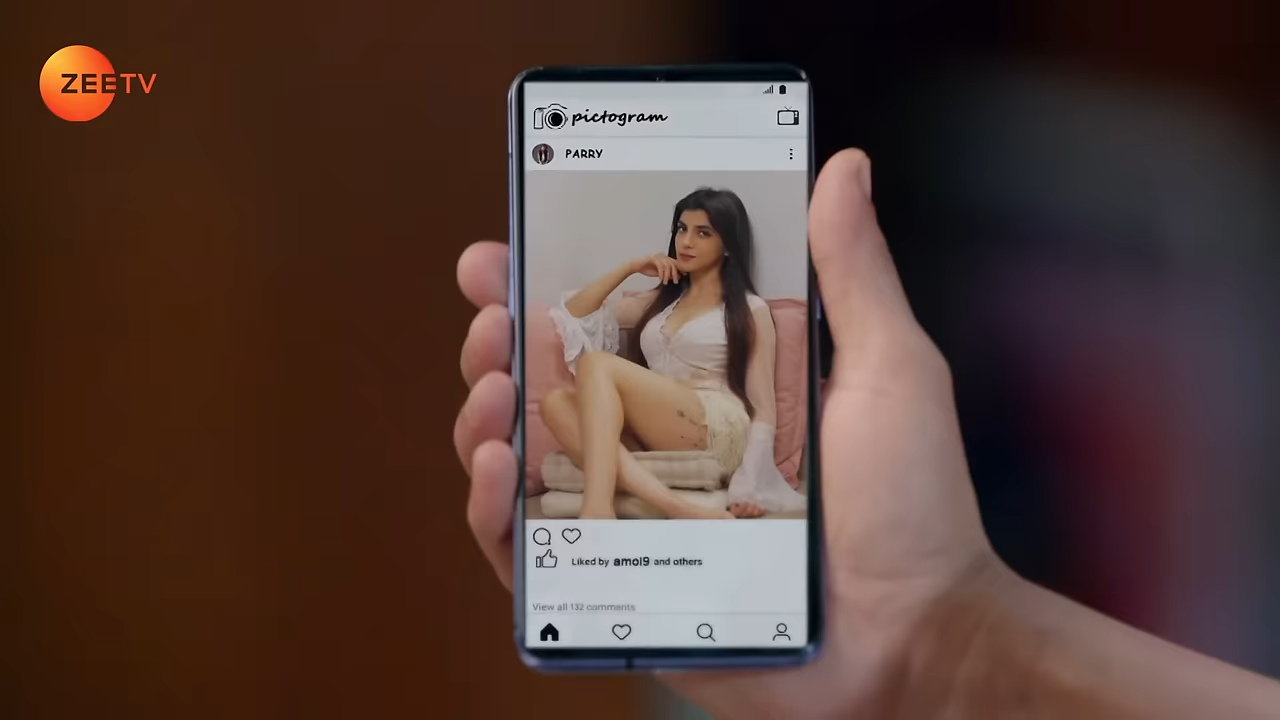 ZEETV
pictogram
PARRY
Liked by amol9 and others
View all 132 comments